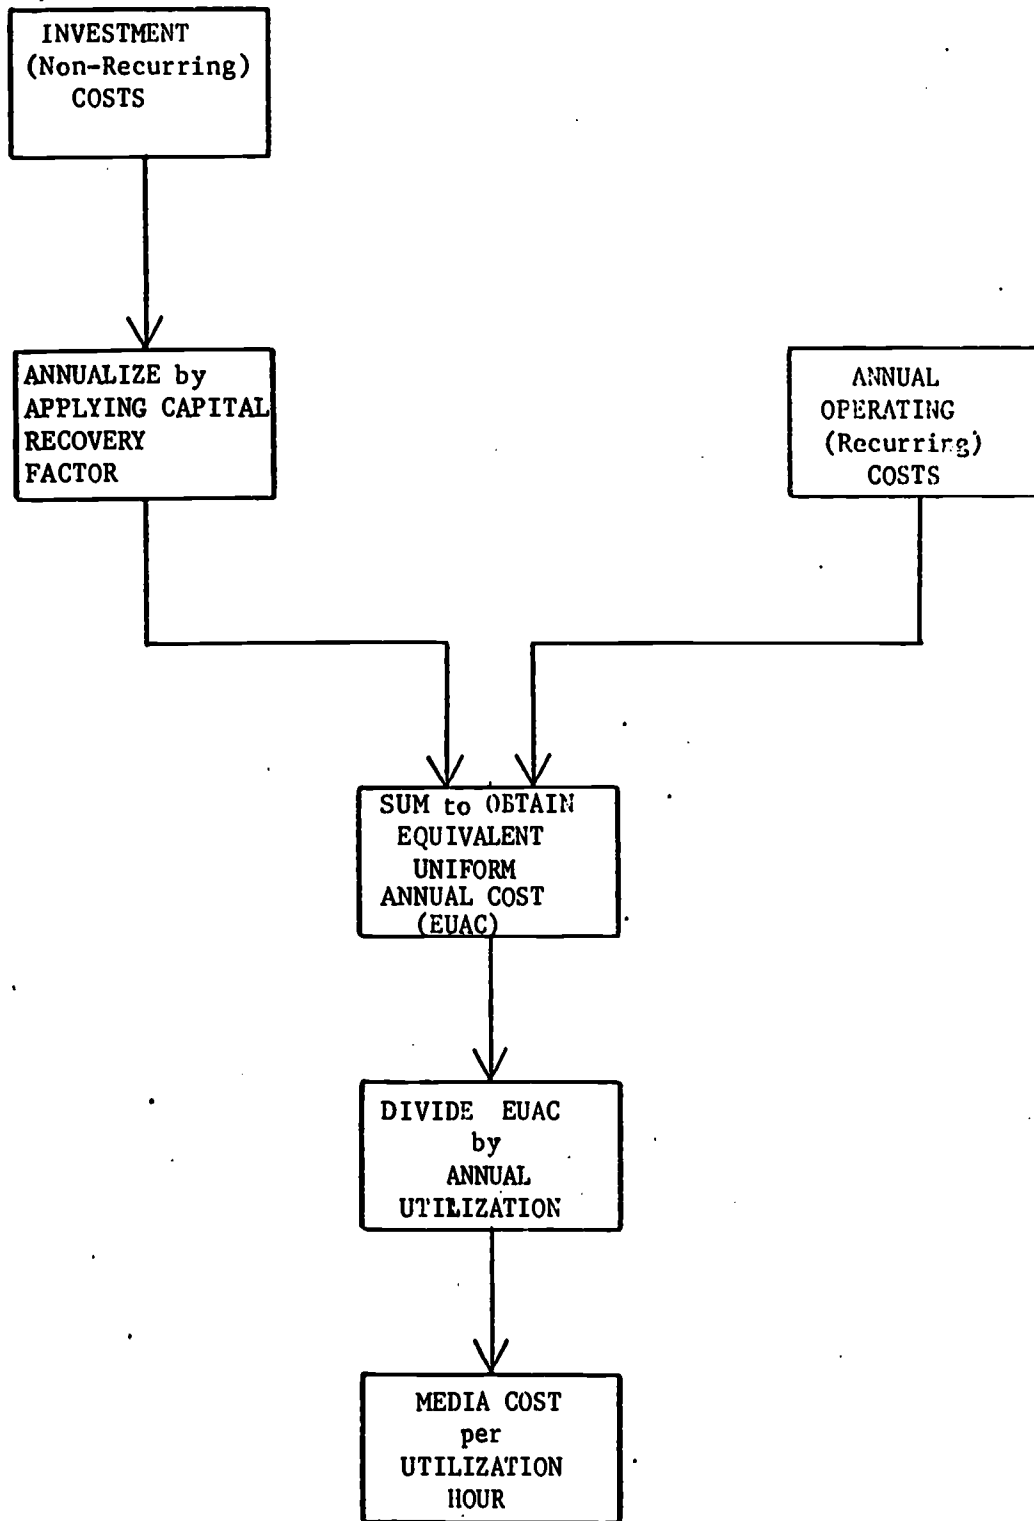 INVESTMENT
(Non-Recurring)
COSTS
ANNUALIZE by
APPLYING CAPITAL
RECOVERY
FACTOR
ANNUAL
OPERATING
(Recurring)
COSTS
SUM to OBTAIN
EQUIVALENT
UNIFORM
ANNUAL COST
(EUAC)
DIVIDE EUAC
by
ANNUAL
UTILIZATION
MEDIA COST
per
UTILIZATION
HOUR